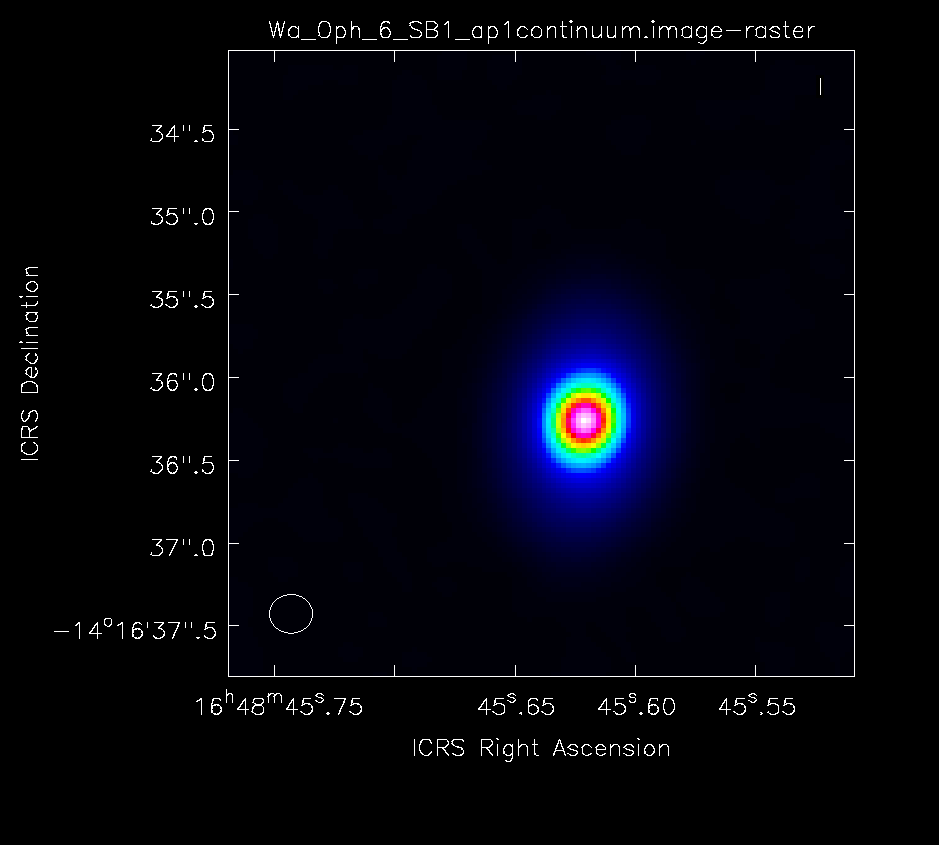 Wa_Oph_6_SB1_ap1continuum.image-raster
I
34".5
35".0
35".5
36".0
36".5
37".0
-14°16'37".5
ICRS Declination
16h48m45s.75 45s.65 45s.60 45s.55
ICRS Right Ascension